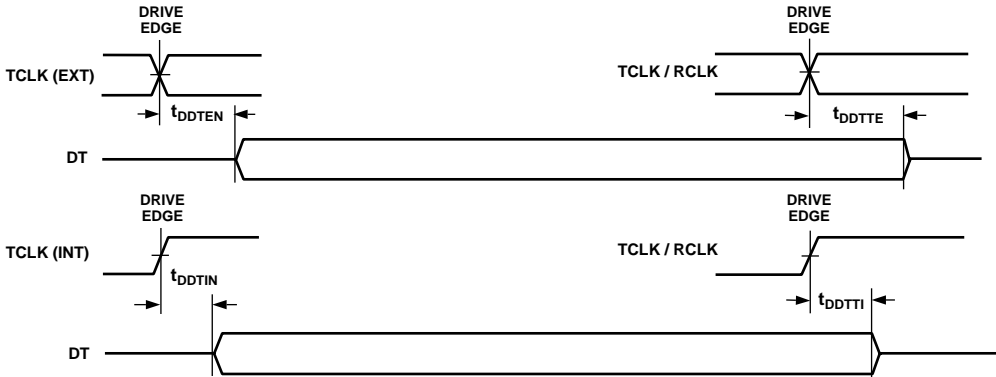 DRIVE
EDGE
DRIVE
EDGE
TCLK (EXT)
TCLK / RCLK
tDDTEN
tDDTTE
DT
DRIVE
EDGE
DRIVE
EDGE
TCLK (INT)
TCLK / RCLK
tDDTIN
tDDTTI
DT